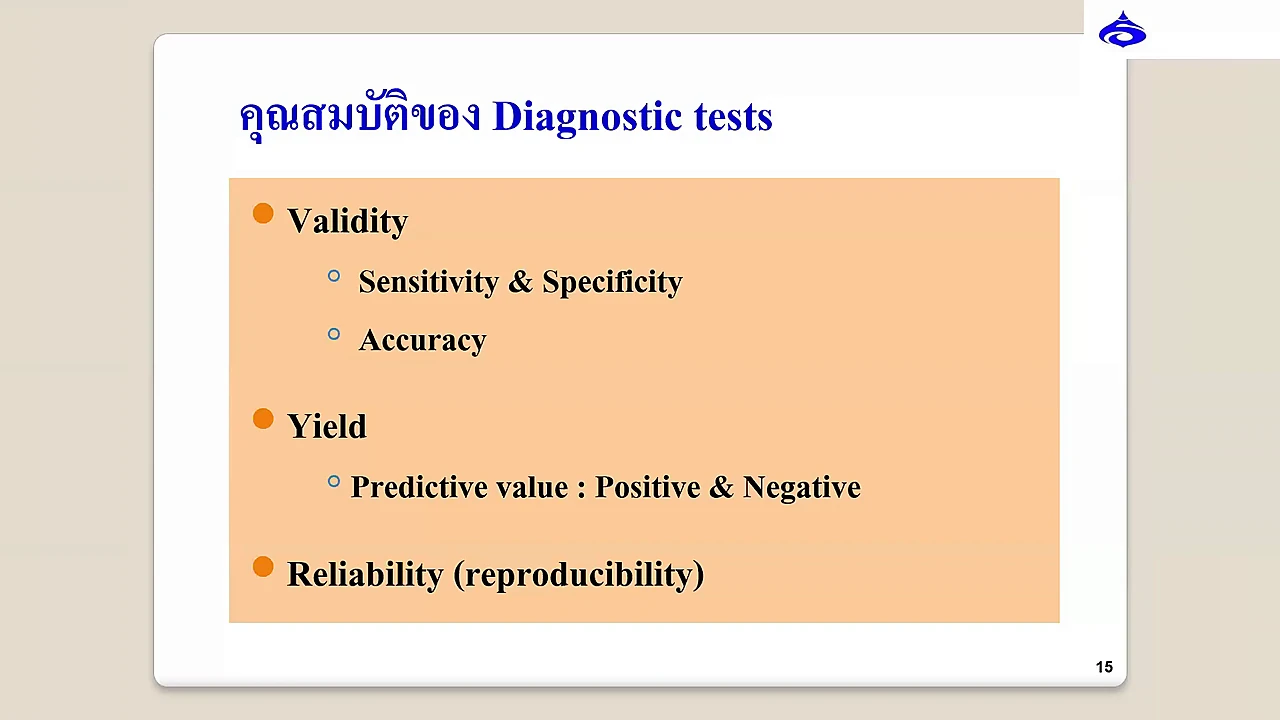 คุณสมบัติของ Diagnostic tests
Validity
Sensitivity & Specificity
Accuracy
Yield
Predictive value : Positive & Negative
Reliability (reproducibility)
15